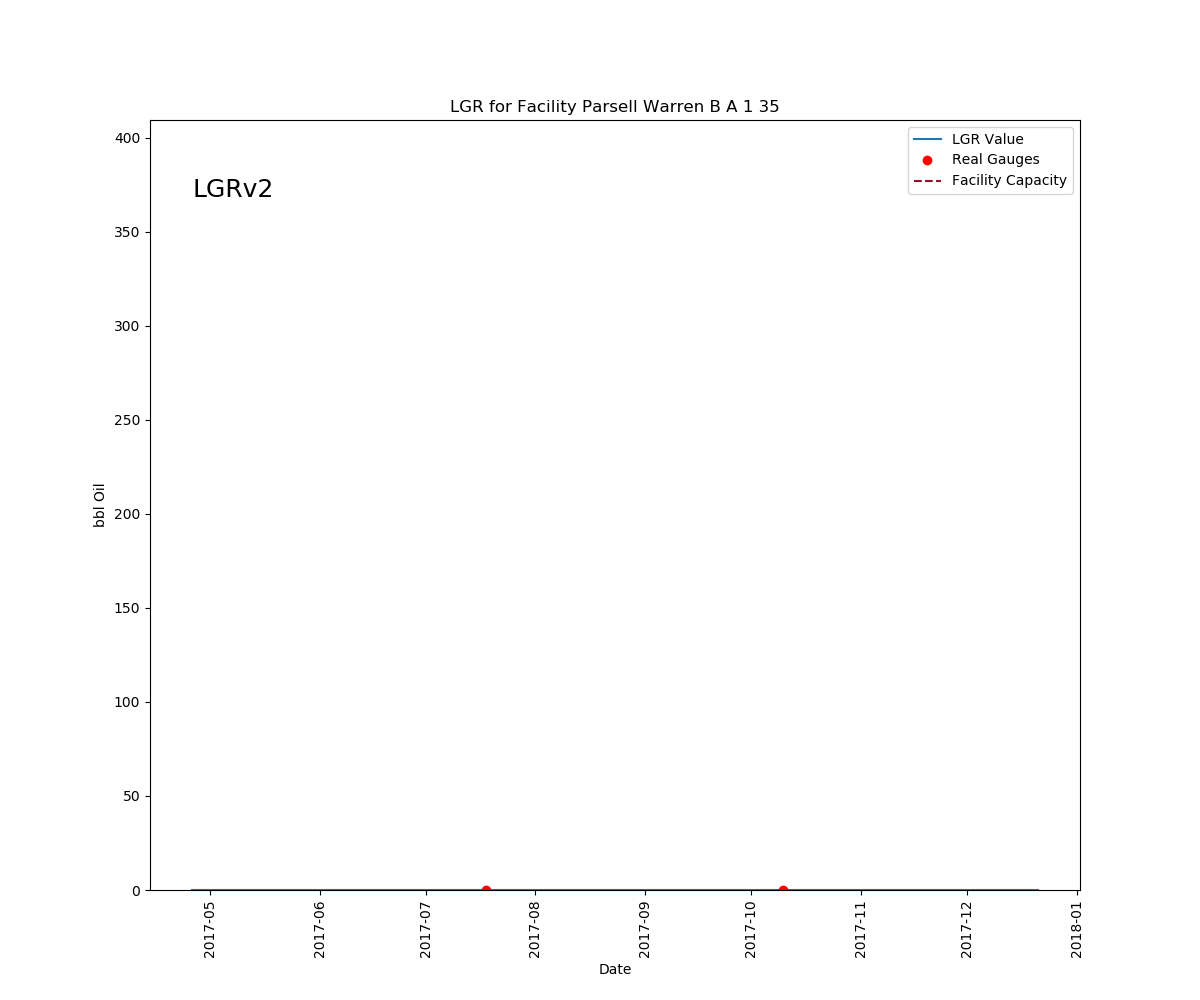 LGR for Facility Parsell Warren B A 1 35
LGRv2
LGR Value
Real Gauges
Facility Capacity
bbl Oil
400
350
300
250
200
150
100
50
0
2017-05
2017-06
2017-07
2017-08
2017-09
2017-10
2017-11
2017-12
2018-01
Date